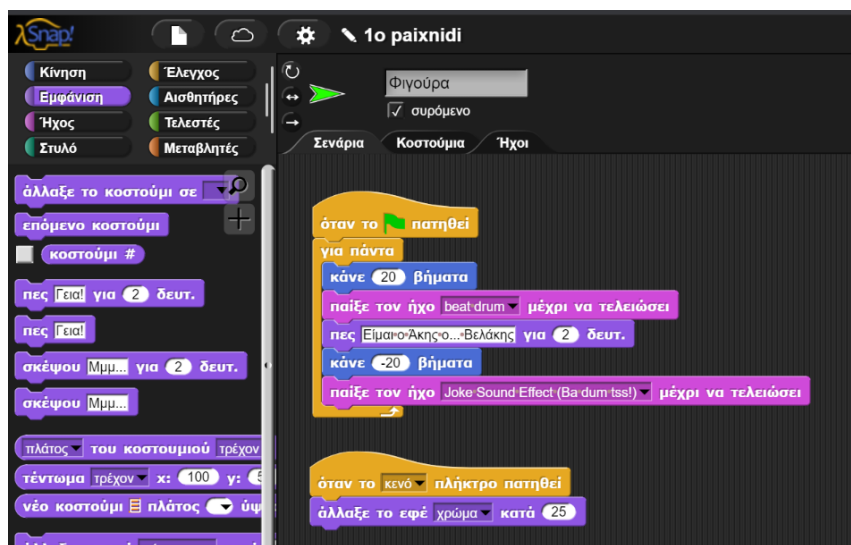 λSnap!
1o paixnidi
Κίνηση
Έλεγχος
Εμφάνιση
Αισθητήρες
Ήχος
Τελεστές
Στυλό
Μεταβλητές
Φιγούρα
συρόμενο
Σενάρια Κοστούμια Ήχοι
άλλαξε το κοστούμι σε
επόμενο κοστούμι
κοστούμι #
πες Γεια! για 2 δευτ.
πες Γεια!
σκέψου Μμμ... για 2 δευτ.
σκέψου Μμμ...
πλάτος του κοστουμιού τρέχον
τέντωμα τρέχον x: 100 y:
νέο κοστούμι πλάτος
όταν το πατηθεί
για πάντα
κάνε 20 βήματα
παίξε τον ήχο beat drum μέχρι να τελειώσει
πες Είμαι ο Άκης ο... Βελάκης για 2 δευτ.
κάνε -20 βήματα
παίξε τον ήχο Joke Sound Effect (Ba dum tss!) μέχρι να τελειώσει
όταν το κενό πλήκτρο πατηθεί
άλλαξε το εφέ χρώμα κατά 25